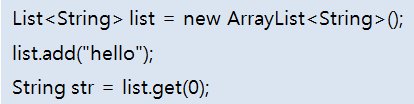 List<String> list = new ArrayList<String>();
list.add("hello");
String str = list.get(0);